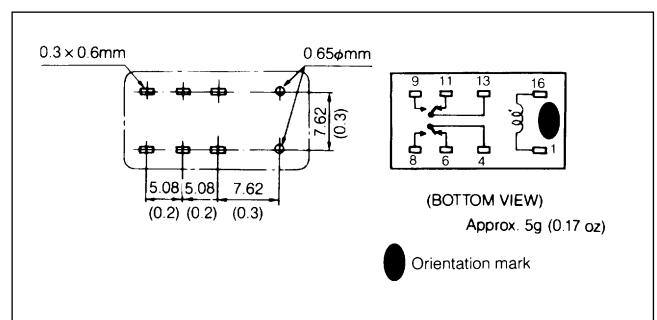 0.3 × 0.6mm
0.65ømm
7.62
(0.3)
5.08 5.08 7.62
(0.2) (0.2) (0.3)
9 11 13 16
8 6 4 1
(BOTTOM VIEW)
Approx. 5g (0.17 oz)
Orientation mark